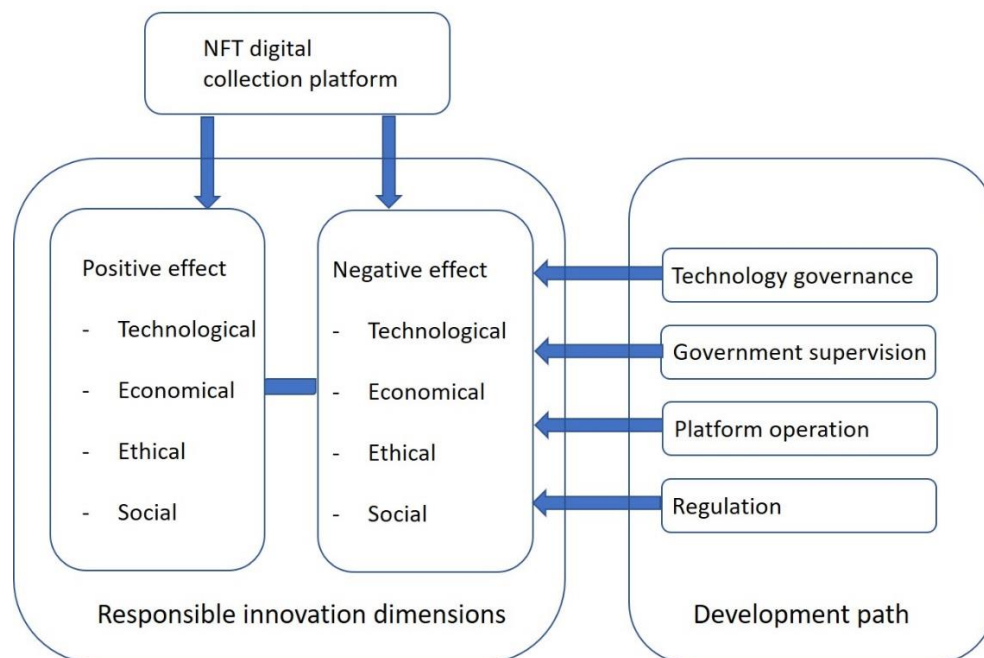 NFT digital
collection platform
Positive effect
- Technological
- Economical
- Ethical
- Social
Negative effect
- Technological
- Economical
- Ethical
- Social
Responsible innovation dimensions
Technology governance
Government supervision
Platform operation
Regulation
Development path